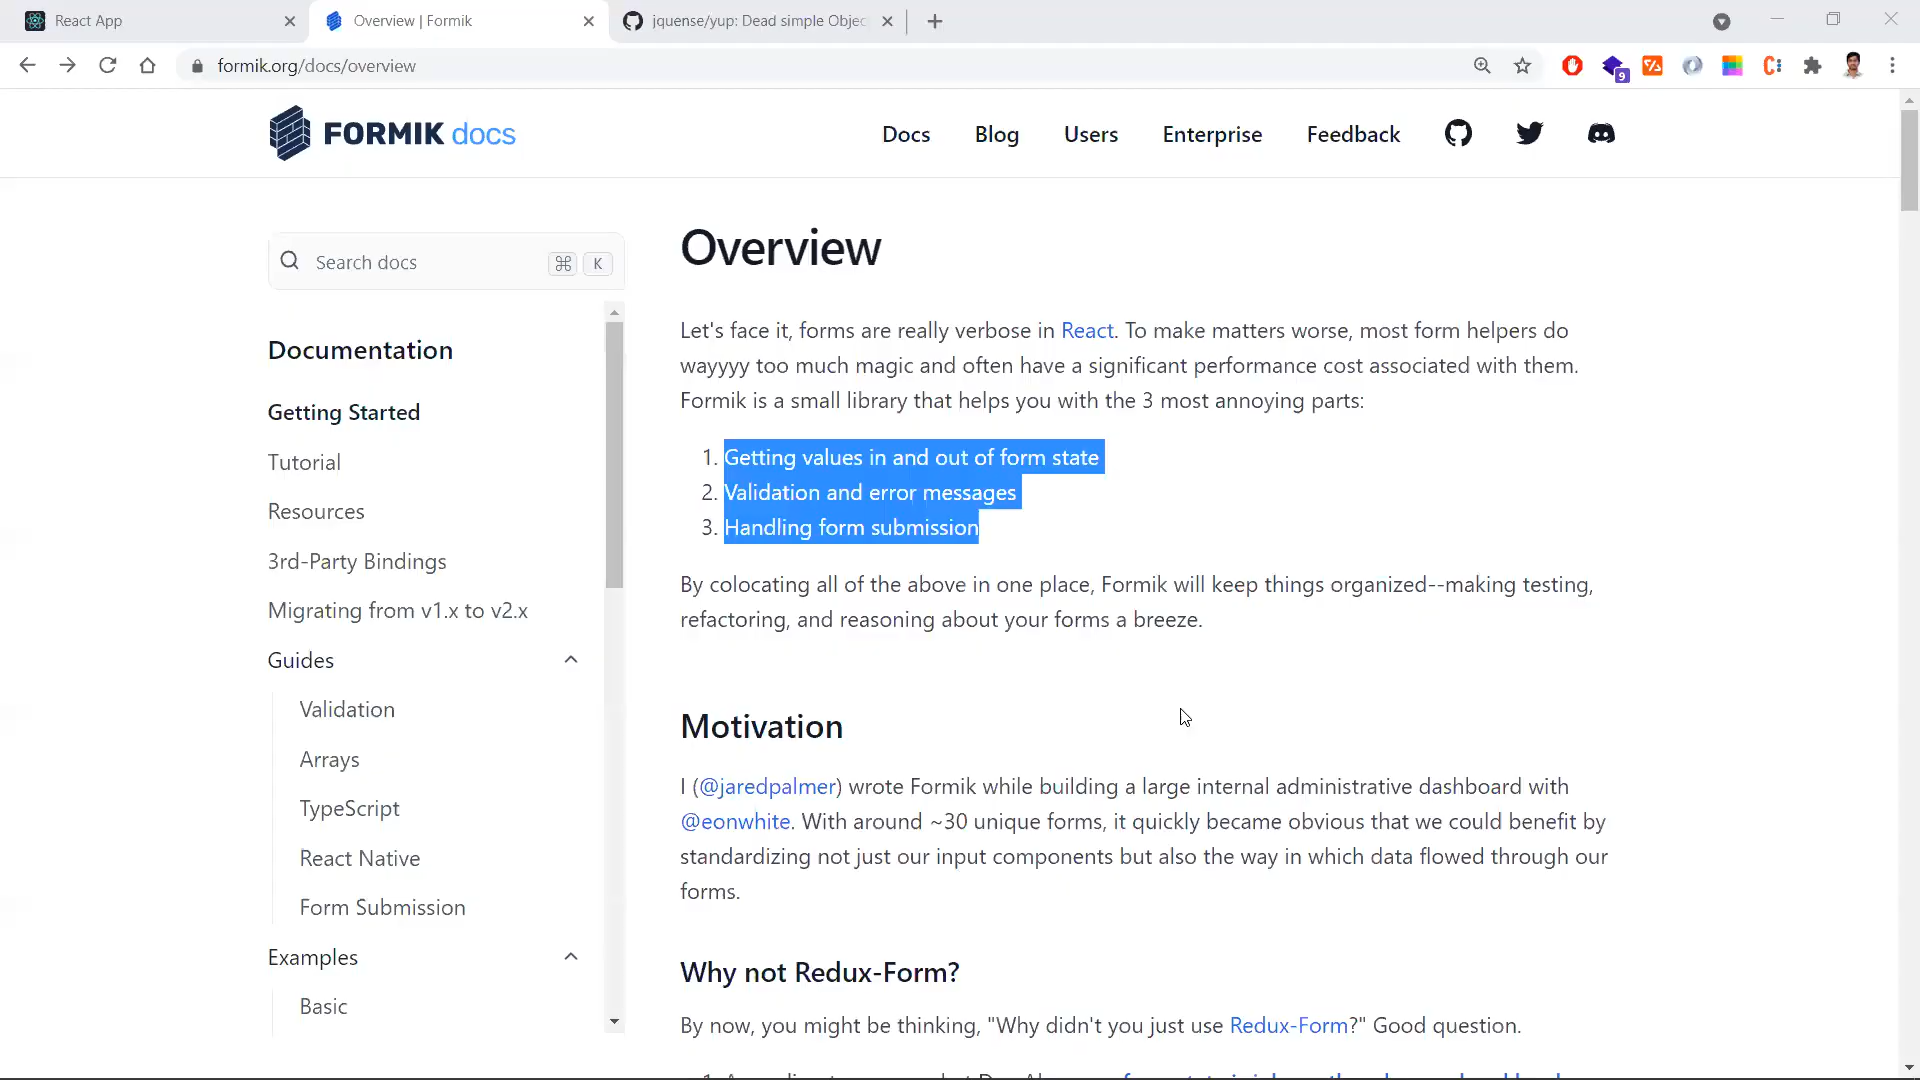 React App
Overview | Formik
jquense/yup: Dead simple Objec
formik.org/docs/overview
9
FORMIK docs
Docs
Blog
Users
Enterprise
Feedback
Search docs
⌘ K
Documentation
Getting Started
Tutorial
Resources
3rd-Party Bindings
Migrating from v1.x to v2.x
Guides
Validation
Arrays
TypeScript
React Native
Form Submission
Examples
Basic
Overview
Let's face it, forms are really verbose in React. To make matters worse, most form helpers do
wayyyy too much magic and often have a significant performance cost associated with them.
Formik is a small library that helps you with the 3 most annoying parts:
1. Getting values in and out of form state
2. Validation and error messages
3. Handling form submission
By colocating all of the above in one place, Formik will keep things organized--making testing,
refactoring, and reasoning about your forms a breeze.
Motivation
I (@jaredpalmer) wrote Formik while building a large internal administrative dashboard with
@eonwhite. With around ~30 unique forms, it quickly became obvious that we could benefit by
standardizing not just our input components but also the way in which data flowed through our
forms.
Why not Redux-Form?
By now, you might be thinking, "Why didn't you just use Redux-Form?" Good question.